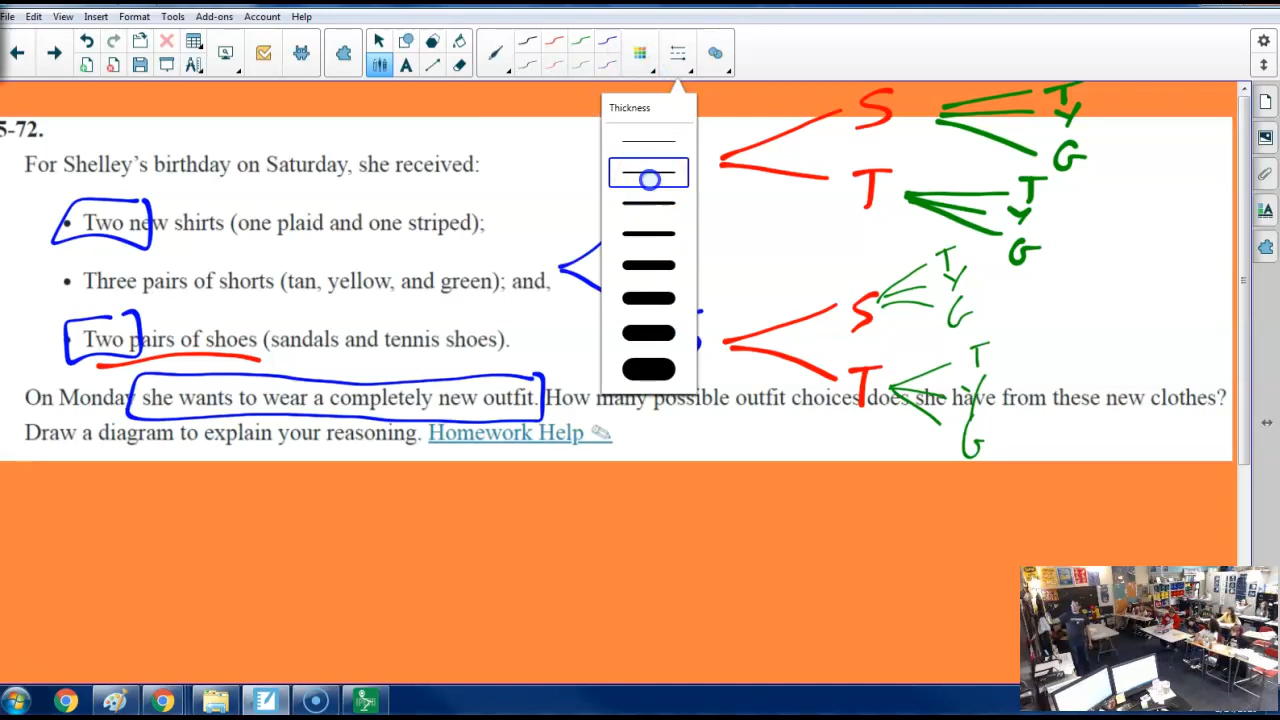 File Edit View Insert Format Tools Add-ons Account Help
Thickness
5-72.
For Shelley's birthday on Saturday, she received:
• Two new shirts (one plaid and one striped);
• Three pairs of shorts (tan, yellow, and green); and,
• Two pairs of shoes (sandals and tennis shoes).
On Monday she wants to wear a completely new outfit. How many possible outfit choices does she have from these new clothes?
Draw a diagram to explain your reasoning. Homework Help
S
T
Y
G
T
T
Y
G
S
T
Y
G
T
T
Y
G